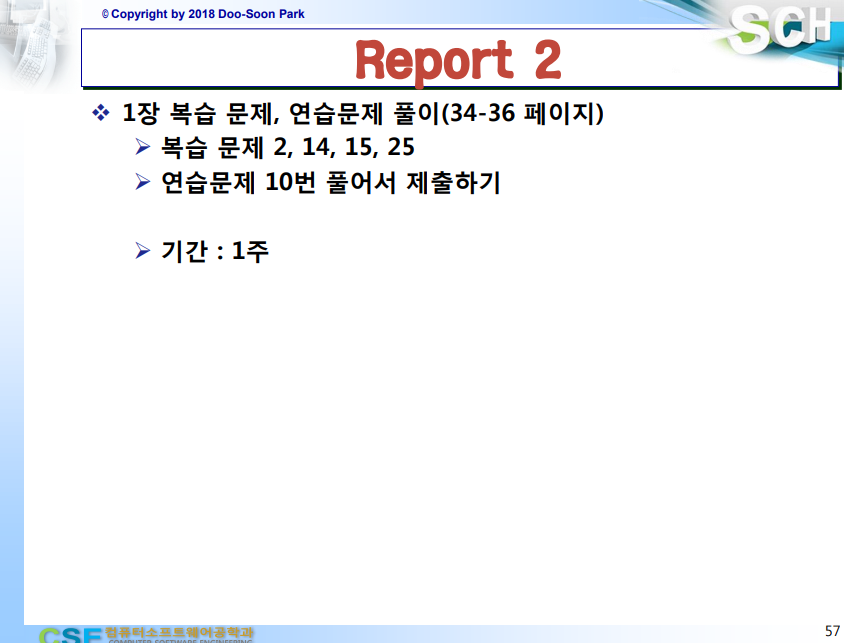 © Copyright by 2018 Doo-Soon Park
SCH
Report 2
1장 복습 문제, 연습문제 풀이(34-36 페이지)
복습 문제 2, 14, 15, 25
연습문제 10번 풀어서 제출하기
기간 : 1주
CSE 컴퓨터소프트웨어공학과
COMPUTER SOFTWARE ENGINEERING
57